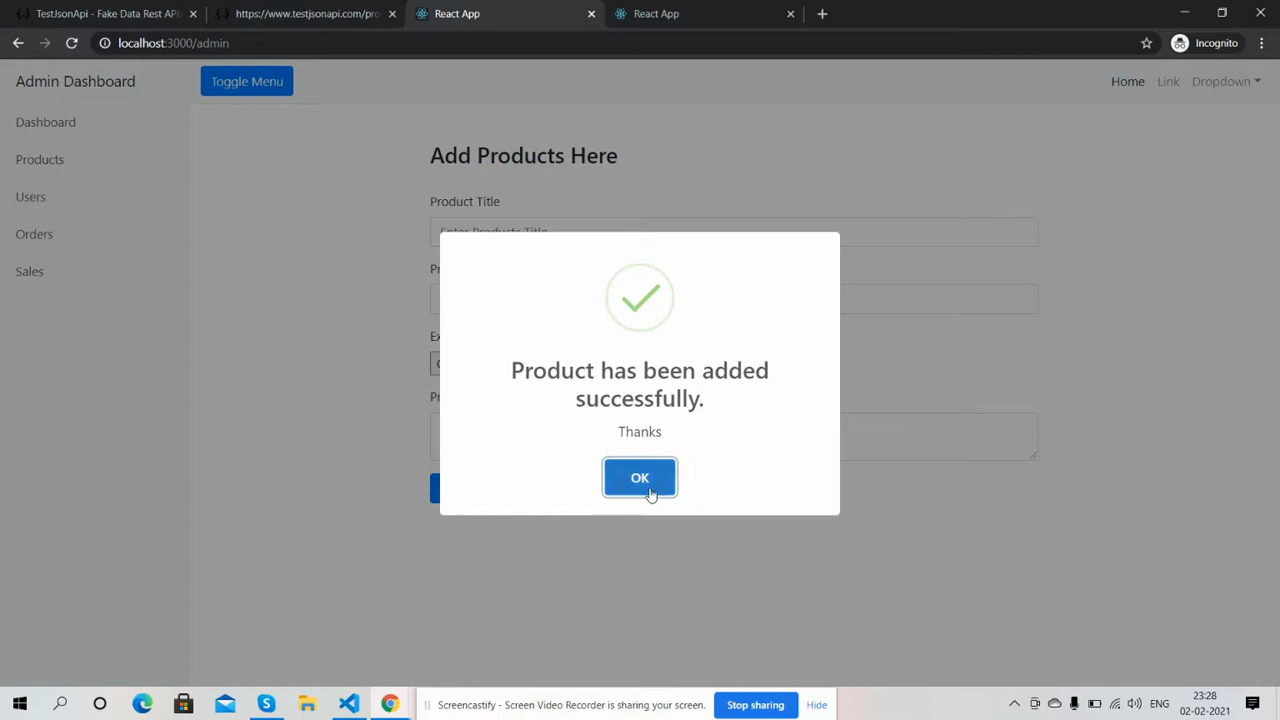 TestJsonApi - Fake Data Rest APIs
https://www.testjsonapi.com/pro
React App
React App
localhost:3000/admin
Incognito
Admin Dashboard
Toggle Menu
Home
Link
Dropdown
Dashboard
Products
Users
Orders
Sales
Add Products Here
Product Title
Enter Products Title
Product has been added
successfully.
Thanks
OK
Screencastify - Screen Video Recorder is sharing your screen.
Stop sharing
Hide
ENG
23:28
02-02-2021